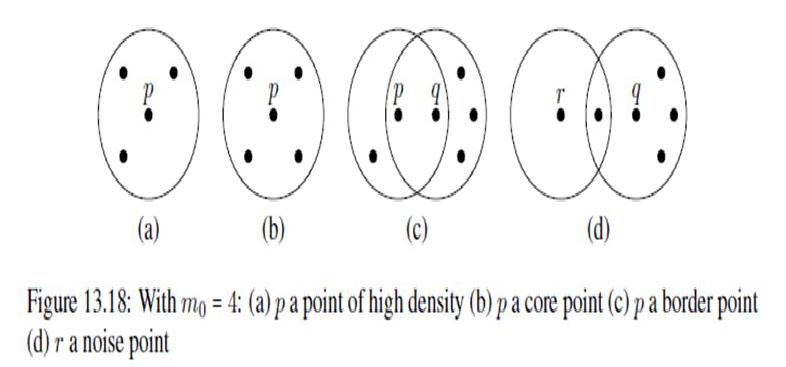 p
p
p q
r q
(a) (b) (c) (d)
Figure 13.18: With m₀ = 4: (a) p a point of high density (b) p a core point (c) p a border point
(d) r a noise point